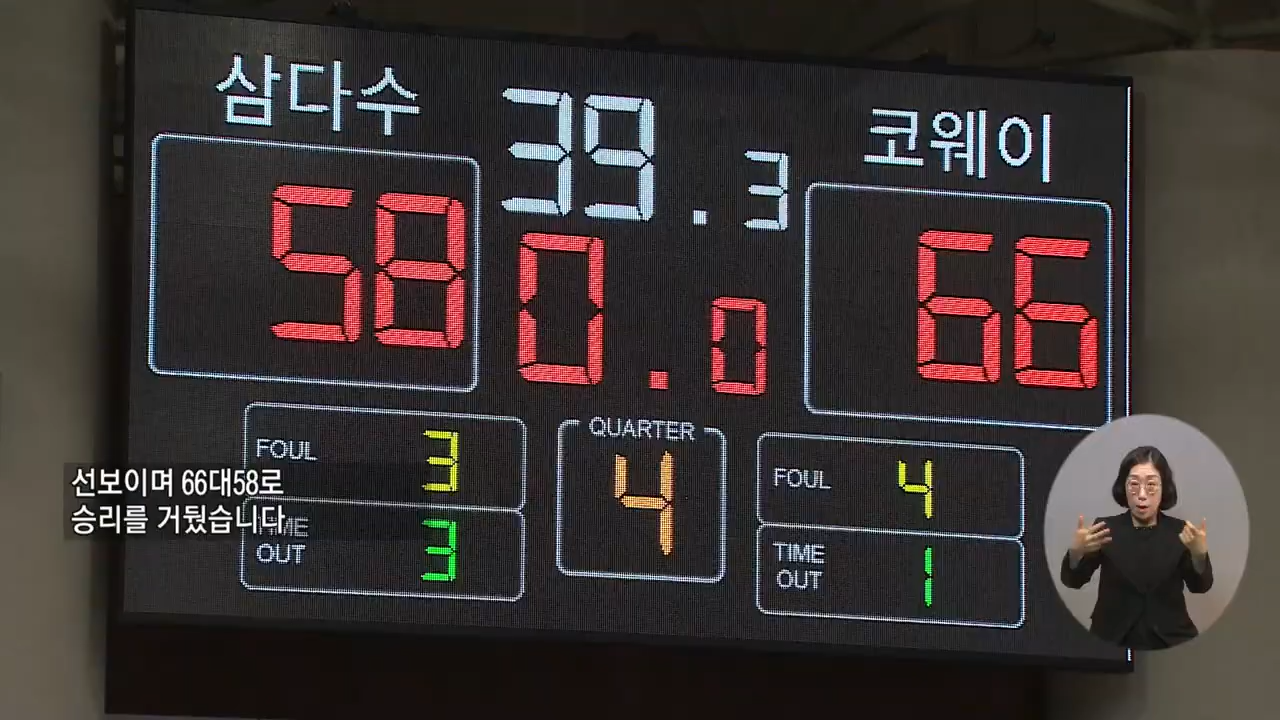 삼다수
39.3
코웨이
58
0.0
66
FOUL 3
QUARTER
4
FOUL 4
TIME OUT 3
TIME OUT 1
선보이며 66대58로
승리를 거뒀습니다